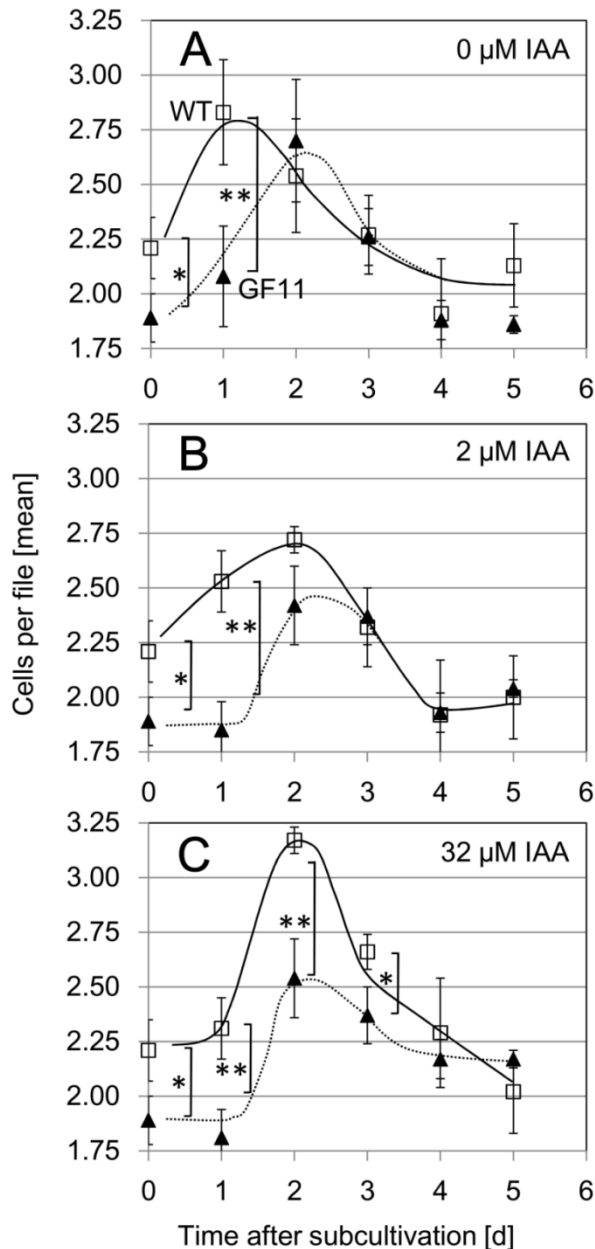 3.25
A
0 µM IAA
3.00
WT
2.75
2.50
**
2.25
*
2.00
GF11
1.75
0 1 2 3 4 5 6
3.25
B
2 µM IAA
3.00
2.75
2.50
**
2.25
*
2.00
1.75
0 1 2 3 4 5 6
Cells per file [mean]
3.25
C
32 µM IAA
3.00
2.75
**
2.50
*
2.25
* **
2.00
1.75
0 1 2 3 4 5 6
Time after subcultivation [d]